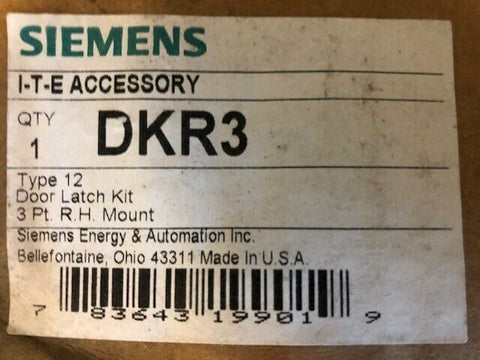 SIEMENS
I-T-E ACCESSORY
QTY
1
DKR3
Type 12
Door Latch Kit
3 Pt. R.H. Mount
Siemens Energy & Automation Inc.
Bellefontaine, Ohio 43311 Made In U.S.A.
7 83643 19901 9